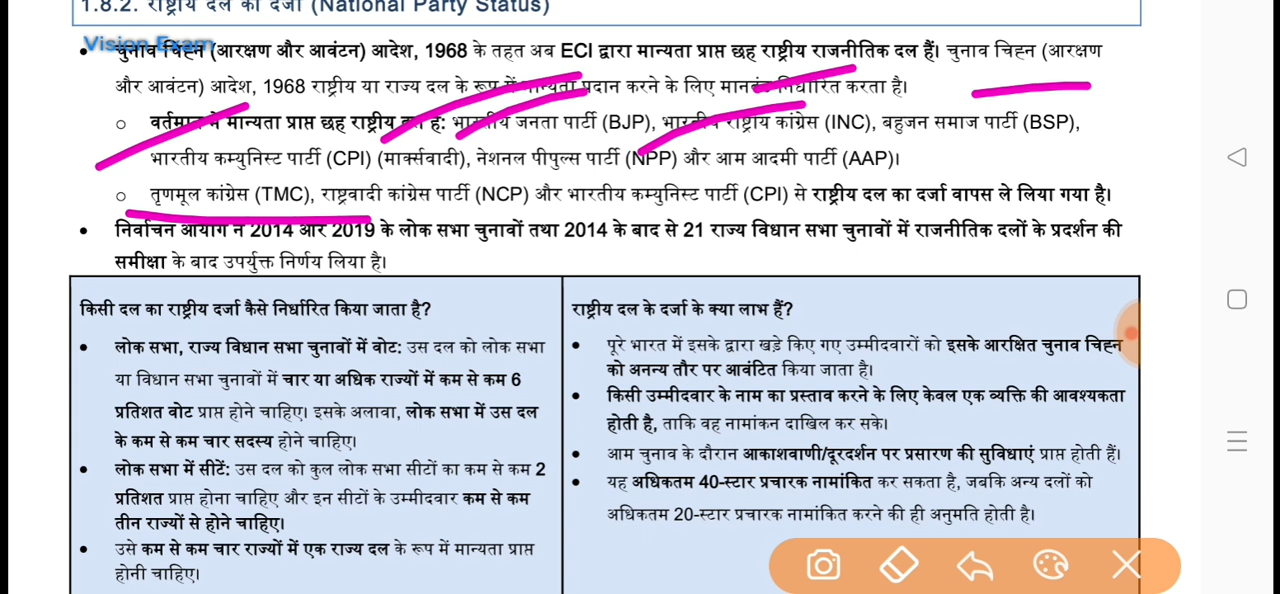 1.8.2. राष्ट्रीय दल का दर्जा (National Party Status)
Vision Exam
चुनाव चिह्न (आरक्षण और आवंटन) आदेश, 1968 के तहत अब ECI द्वारा मान्यता प्राप्त छह राष्ट्रीय राजनीतिक दल हैं। चुनाव चिह्न (आरक्षण
और आवंटन) आदेश, 1968 राष्ट्रीय या राज्य दल के रूप में मान्यता प्रदान करने के लिए मानदंड निर्धारित करता है।
वर्तमान में मान्यता प्राप्त छह राष्ट्रीय दल हैं: भारतीय जनता पार्टी (BJP), भारतीय राष्ट्रीय कांग्रेस (INC), बहुजन समाज पार्टी (BSP),
भारतीय कम्युनिस्ट पार्टी (CPI) (मार्क्सवादी), नेशनल पीपुल्स पार्टी (NPP) और आम आदमी पार्टी (AAP)।
तृणमूल कांग्रेस (TMC), राष्ट्रवादी कांग्रेस पार्टी (NCP) और भारतीय कम्युनिस्ट पार्टी (CPI) से राष्ट्रीय दल का दर्जा वापस ले लिया गया है।
निर्वाचन आयोग ने 2014 और 2019 के लोक सभा चुनावों तथा 2014 के बाद से 21 राज्य विधान सभा चुनावों में राजनीतिक दलों के प्रदर्शन की
समीक्षा के बाद उपर्युक्त निर्णय लिया है।
किसी दल का राष्ट्रीय दर्जा कैसे निर्धारित किया जाता है?
लोक सभा, राज्य विधान सभा चुनावों में वोट: उस दल को लोक सभा
या विधान सभा चुनावों में चार या अधिक राज्यों में कम से कम 6
प्रतिशत वोट प्राप्त होने चाहिए। इसके अलावा, लोक सभा में उस दल
के कम से कम चार सदस्य होने चाहिए।
लोक सभा में सीटें: उस दल को कुल लोक सभा सीटों का कम से कम 2
प्रतिशत प्राप्त होना चाहिए और इन सीटों के उम्मीदवार कम से कम
तीन राज्यों से होने चाहिए।
उसे कम से कम चार राज्यों में एक राज्य दल के रूप में मान्यता प्राप्त
होनी चाहिए।
राष्ट्रीय दल के दर्जा के क्या लाभ हैं?
पूरे भारत में इसके द्वारा खड़े किए गए उम्मीदवारों को इसके आरक्षित चुनाव चिह्न
को अनन्य तौर पर आवंटित किया जाता है।
किसी उम्मीदवार के नाम का प्रस्ताव करने के लिए केवल एक व्यक्ति की आवश्यकता
होती है, ताकि वह नामांकन दाखिल कर सके।
आम चुनाव के दौरान आकाशवाणी/दूरदर्शन पर प्रसारण की सुविधाएं प्राप्त होती हैं।
यह अधिकतम 40-स्टार प्रचारक नामांकित कर सकता है, जबकि अन्य दलों को
अधिकतम 20-स्टार प्रचारक नामांकित करने की ही अनुमति होती है।